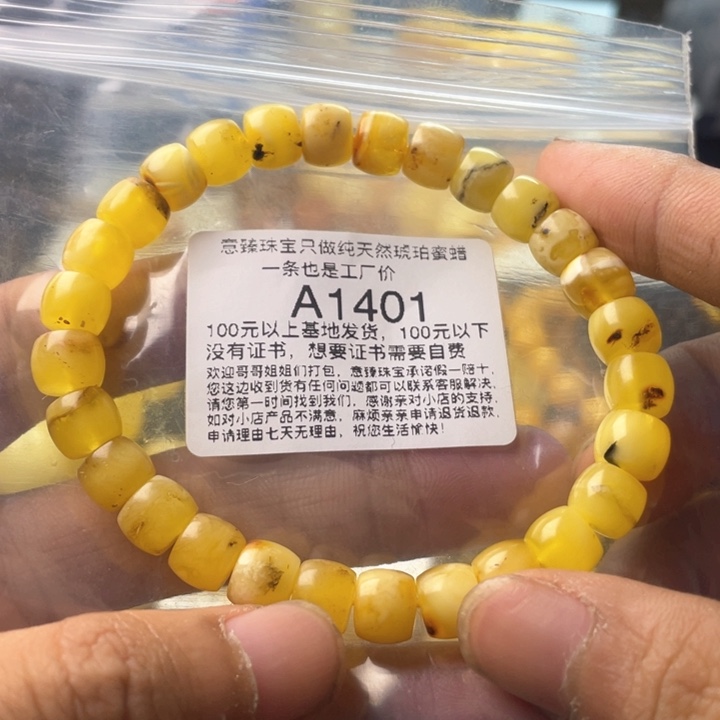 意臻珠宝只做纯天然琥珀蜜蜡
一条也是工厂价
A1401
100元以上基地发货，100元以下
没有证书，想要证书需要自费
欢迎哥哥姐姐们打包，意臻珠宝承诺假一赔十，
您这边收到货有任何问题都可以联系客服解决，
请您第一时间找到我们，感谢亲对小店的支持，
如对小店产品不满意，麻烦亲亲申请退货退款，
申请理由七天无理由，祝您生活愉快！